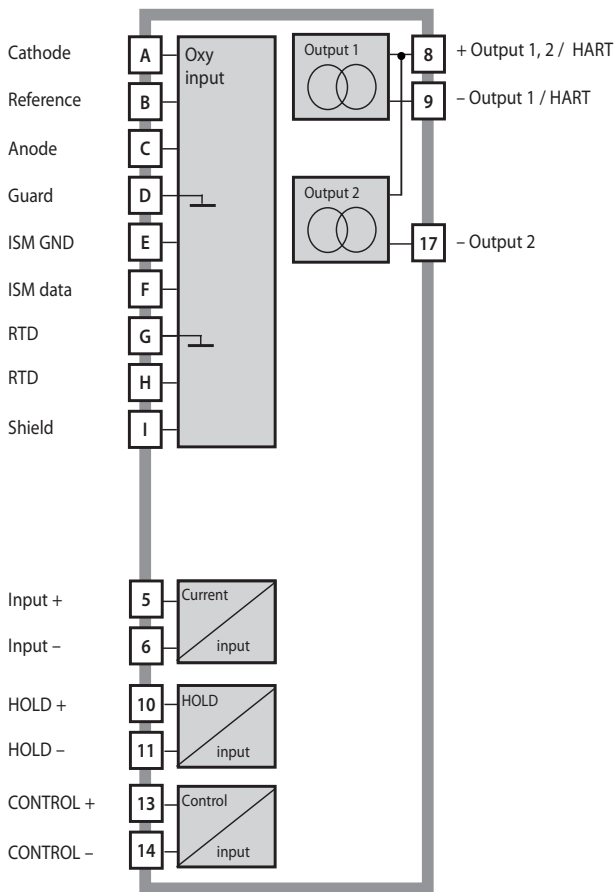 Cathode A Oxy input
Reference B
Anode C
Guard D
ISM GND E
ISM data F
RTD G
RTD H
Shield I
Output 1 8 + Output 1, 2 / HART
9 – Output 1 / HART
Output 2
17 – Output 2
Input + 5 Current
Input – 6 input
HOLD + 10 HOLD
HOLD – 11 input
CONTROL + 13 Control
CONTROL – 14 input